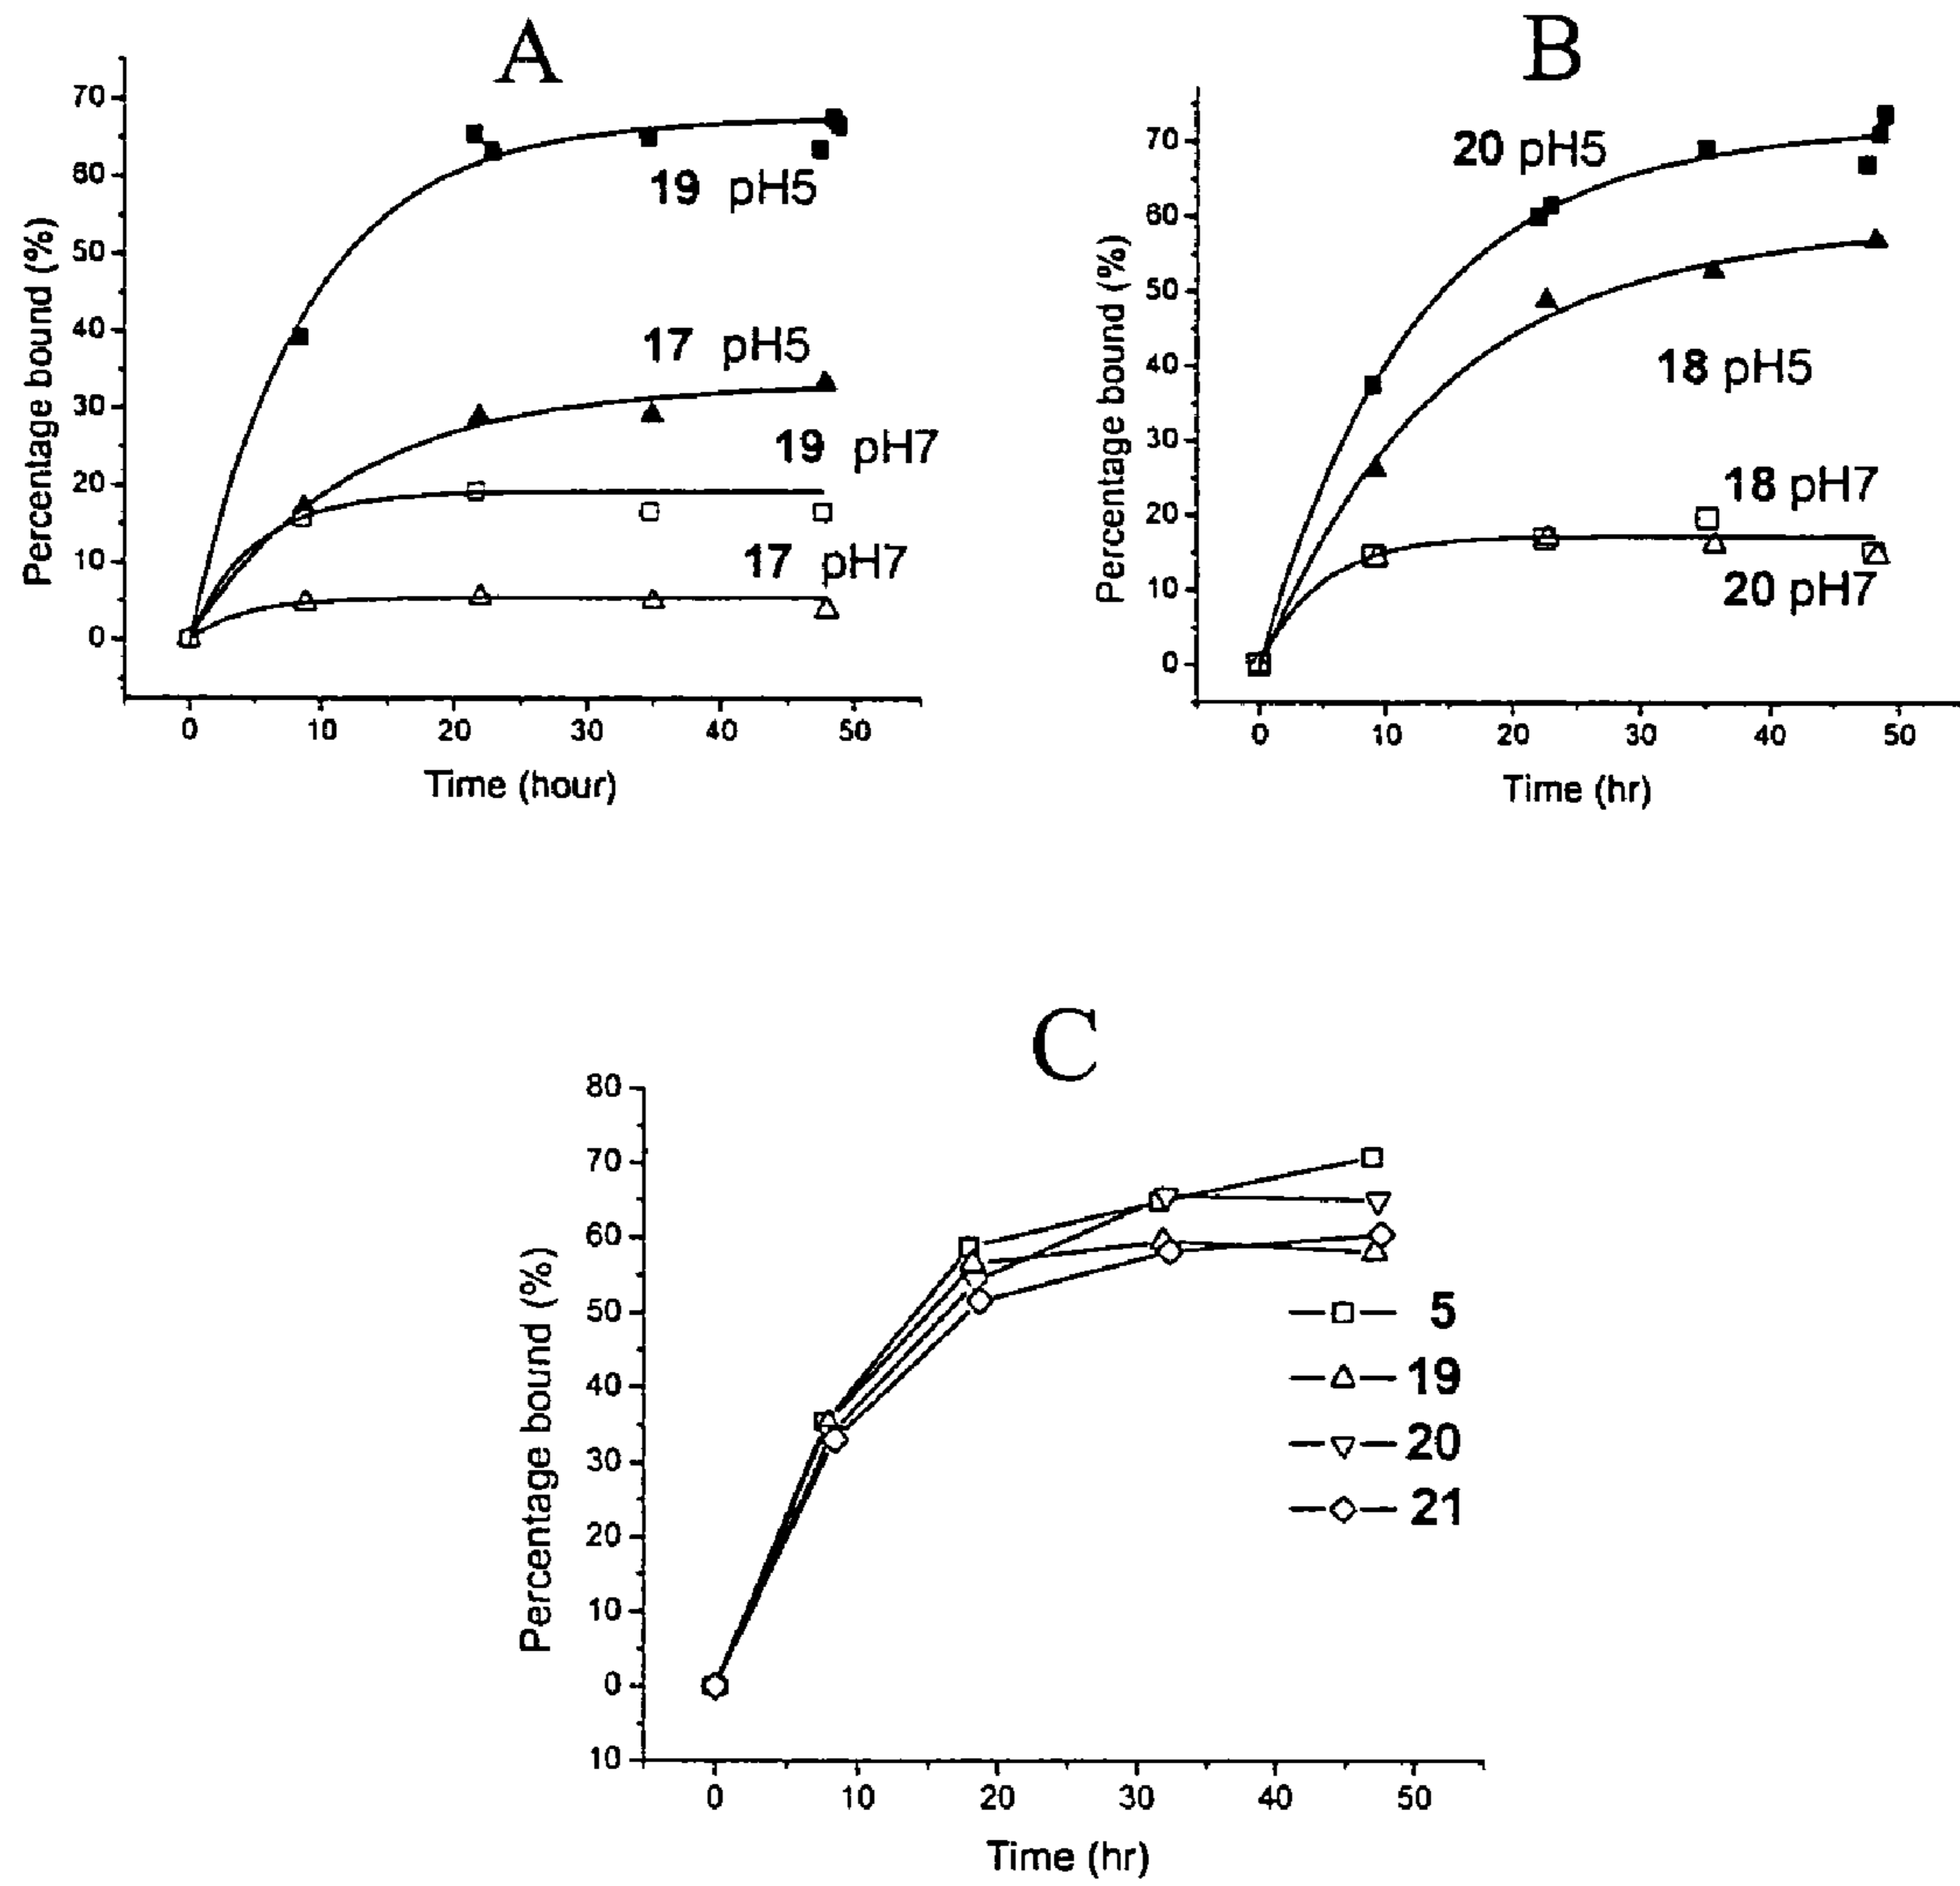 A
B
70
60
50
40
30
20
10
0
19 pH5
17 pH5
19 pH7
17 pH7
Percentage bound (%)
0 10 20 30 40 50
Time (hour)
70
60
50
40
30
20
10
0
20 pH5
18 pH5
18 pH7
20 pH7
Percentage bound (%)
0 10 20 30 40 50
Time (hr)
C
80
70
60
50
40
30
20
10
0
10
Percentage bound (%)
5
19
20
21
0 10 20 30 40 50
Time (hr)